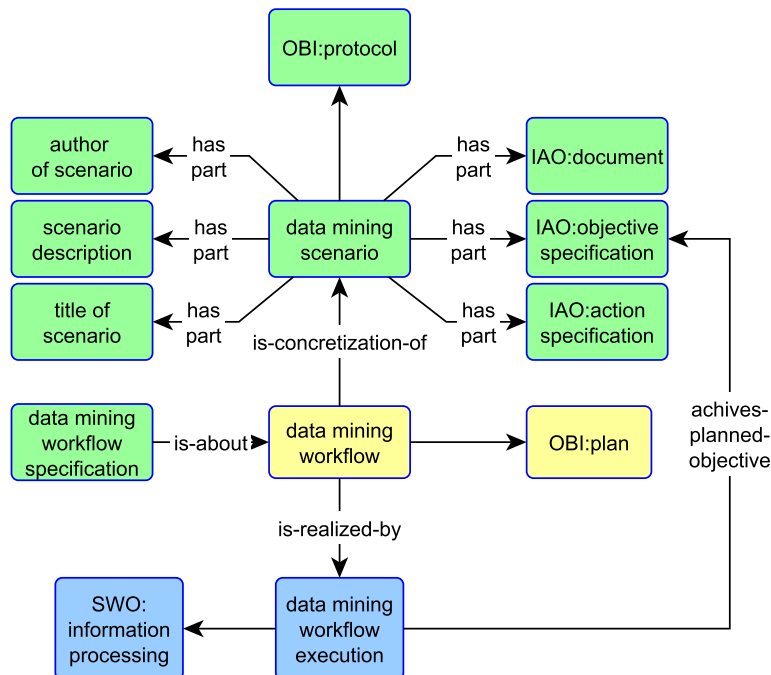 OBI:protocol
author
of scenario
has
part
has
part
IAO:document
scenario
description
has
part
data mining
scenario
has
part
IAO:objective
specification
title of
scenario
has
part
has
part
IAO:action
specification
is-concretization-of
data mining
workflow
specification
is-about
data mining
workflow
OBI:plan
achives-
planned-
objective
is-realized-by
SWO:
information
processing
data mining
workflow
execution